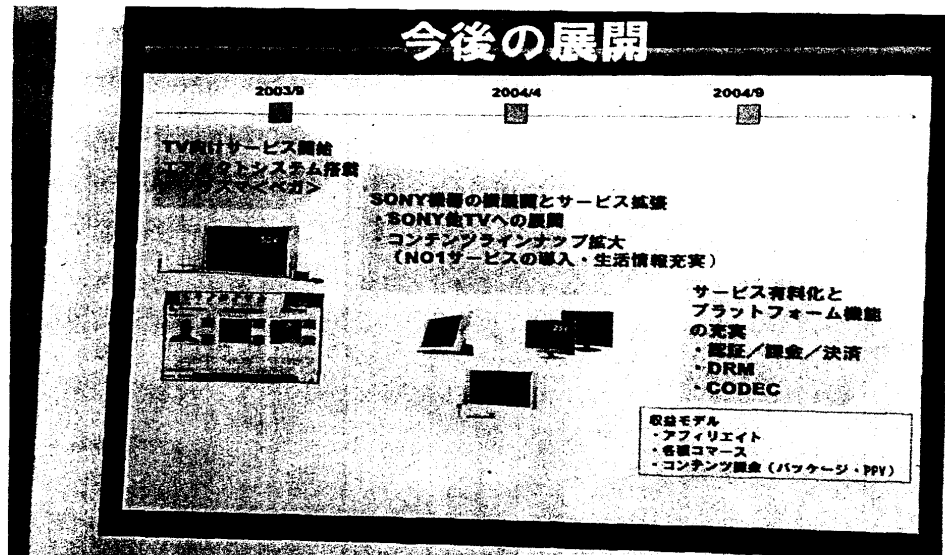 今後の展開
2003/9
2004/4
2004/9
TV向けサービス開始
システム搭載
SONY機器の横展開とサービス拡張
・SONY他TVへの展開
・コンテンツラインナップ拡大
（NO1サービスの導入・生活情報充実）
サービス有料化と
プラットフォーム機能
の充実
・認証／課金／決済
・DRM
・CODEC
収益モデル
・アフィリエイト
・各種コマース
・コンテンツ課金（パッケージ・PPV）